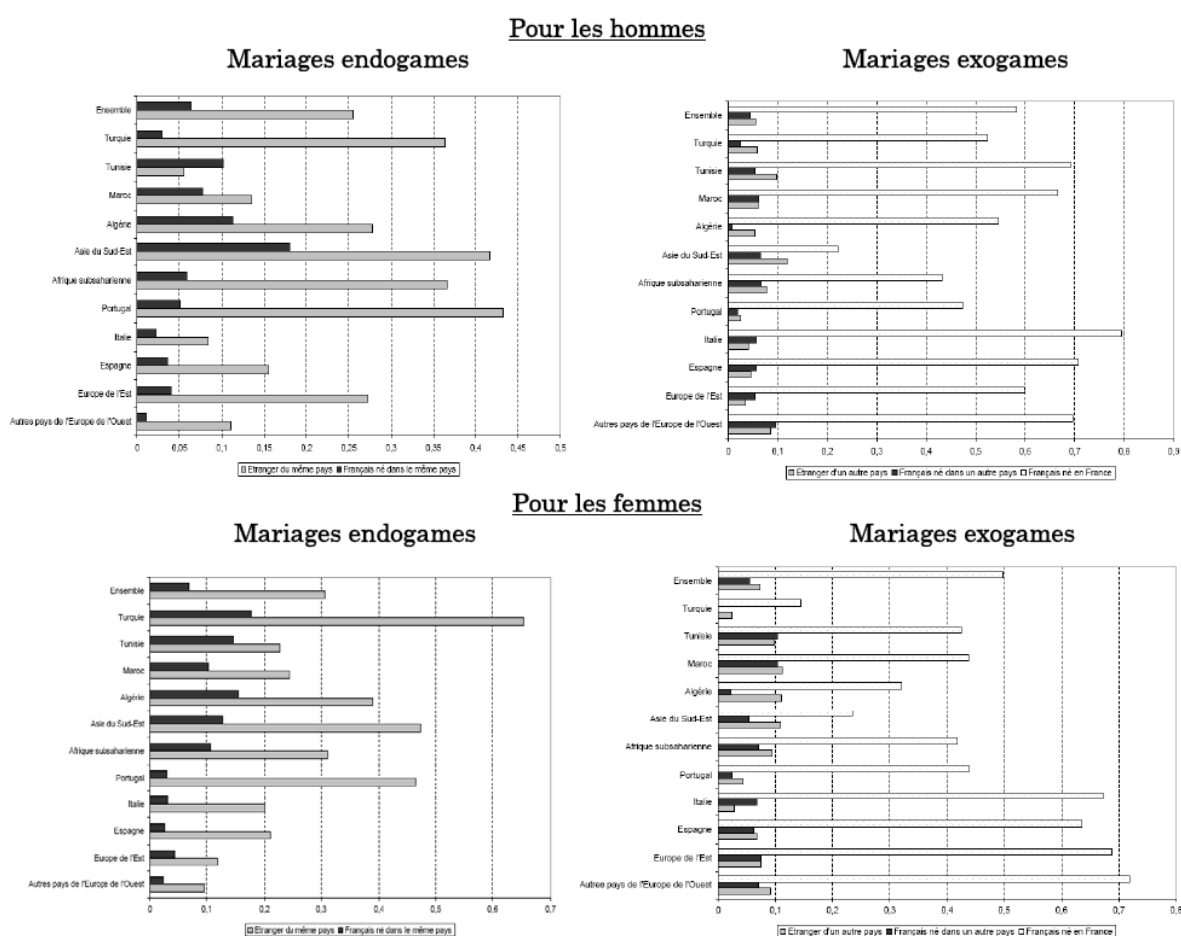 Pour les hommes
Mariages endogames
Mariages exogames
Ensemble
Turquie
Tunisie
Maroc
Algérie
Asie du Sud-Est
Afrique subsaharienne
Portugal
Italie
Espagne
Europe de l'Est
Autres pays de l'Europe de l'Ouest
0 0,05 0,1 0,15 0,2 0,25 0,3 0,35 0,4 0,45 0,5
Etranger du même pays Français né dans le même pays
Ensemble
Turquie
Tunisie
Maroc
Algérie
Asie du Sud-Est
Afrique subsaharienne
Portugal
Italie
Espagne
Europe de l'Est
Autres pays de l'Europe de l'Ouest
0 0,1 0,2 0,3 0,4 0,5 0,6 0,7 0,8 0,9
Etranger d'un autre pays Français né dans un autre pays Français né en France
Pour les femmes
Mariages endogames
Mariages exogames
Ensemble
Turquie
Tunisie
Maroc
Algérie
Asie du Sud-Est
Afrique subsaharienne
Portugal
Italie
Espagne
Europe de l'Est
Autres pays de l'Europe de l'Ouest
0 0,1 0,2 0,3 0,4 0,5 0,6 0,7
Etranger du même pays Français né dans le même pays
Ensemble
Turquie
Tunisie
Maroc
Algérie
Asie du Sud-Est
Afrique subsaharienne
Portugal
Italie
Espagne
Europe de l'Est
Autres pays de l'Europe de l'Ouest
0 0,1 0,2 0,3 0,4 0,5 0,6 0,7 0,8
Etranger d'un autre pays Français né dans un autre pays Français né en France